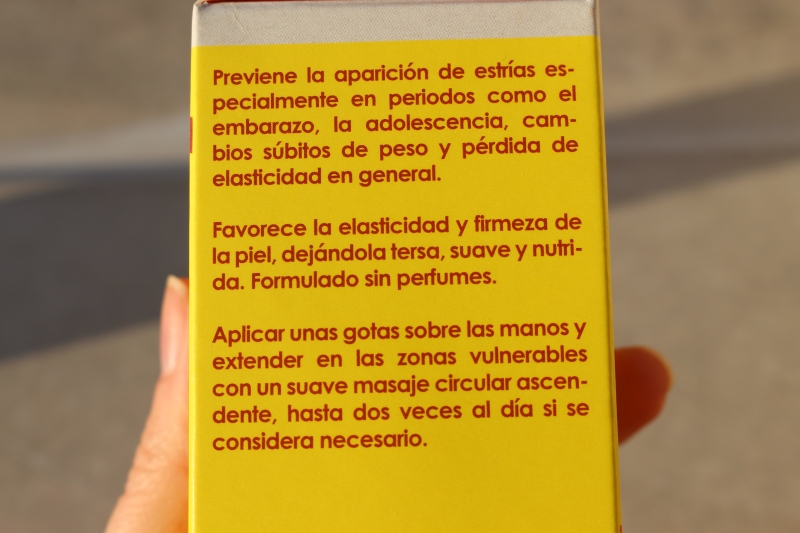 Previene la aparición de estrías es-
pecialmente en periodos como el
embarazo, la adolescencia, cam-
bios súbitos de peso y pérdida de
elasticidad en general.
Favorece la elasticidad y firmeza de
la piel, dejándola tersa, suave y nutri-
da. Formulado sin perfumes.
Aplicar unas gotas sobre las manos y
extender en las zonas vulnerables
con un suave masaje circular ascen-
dente, hasta dos veces al día si se
considera necesario.